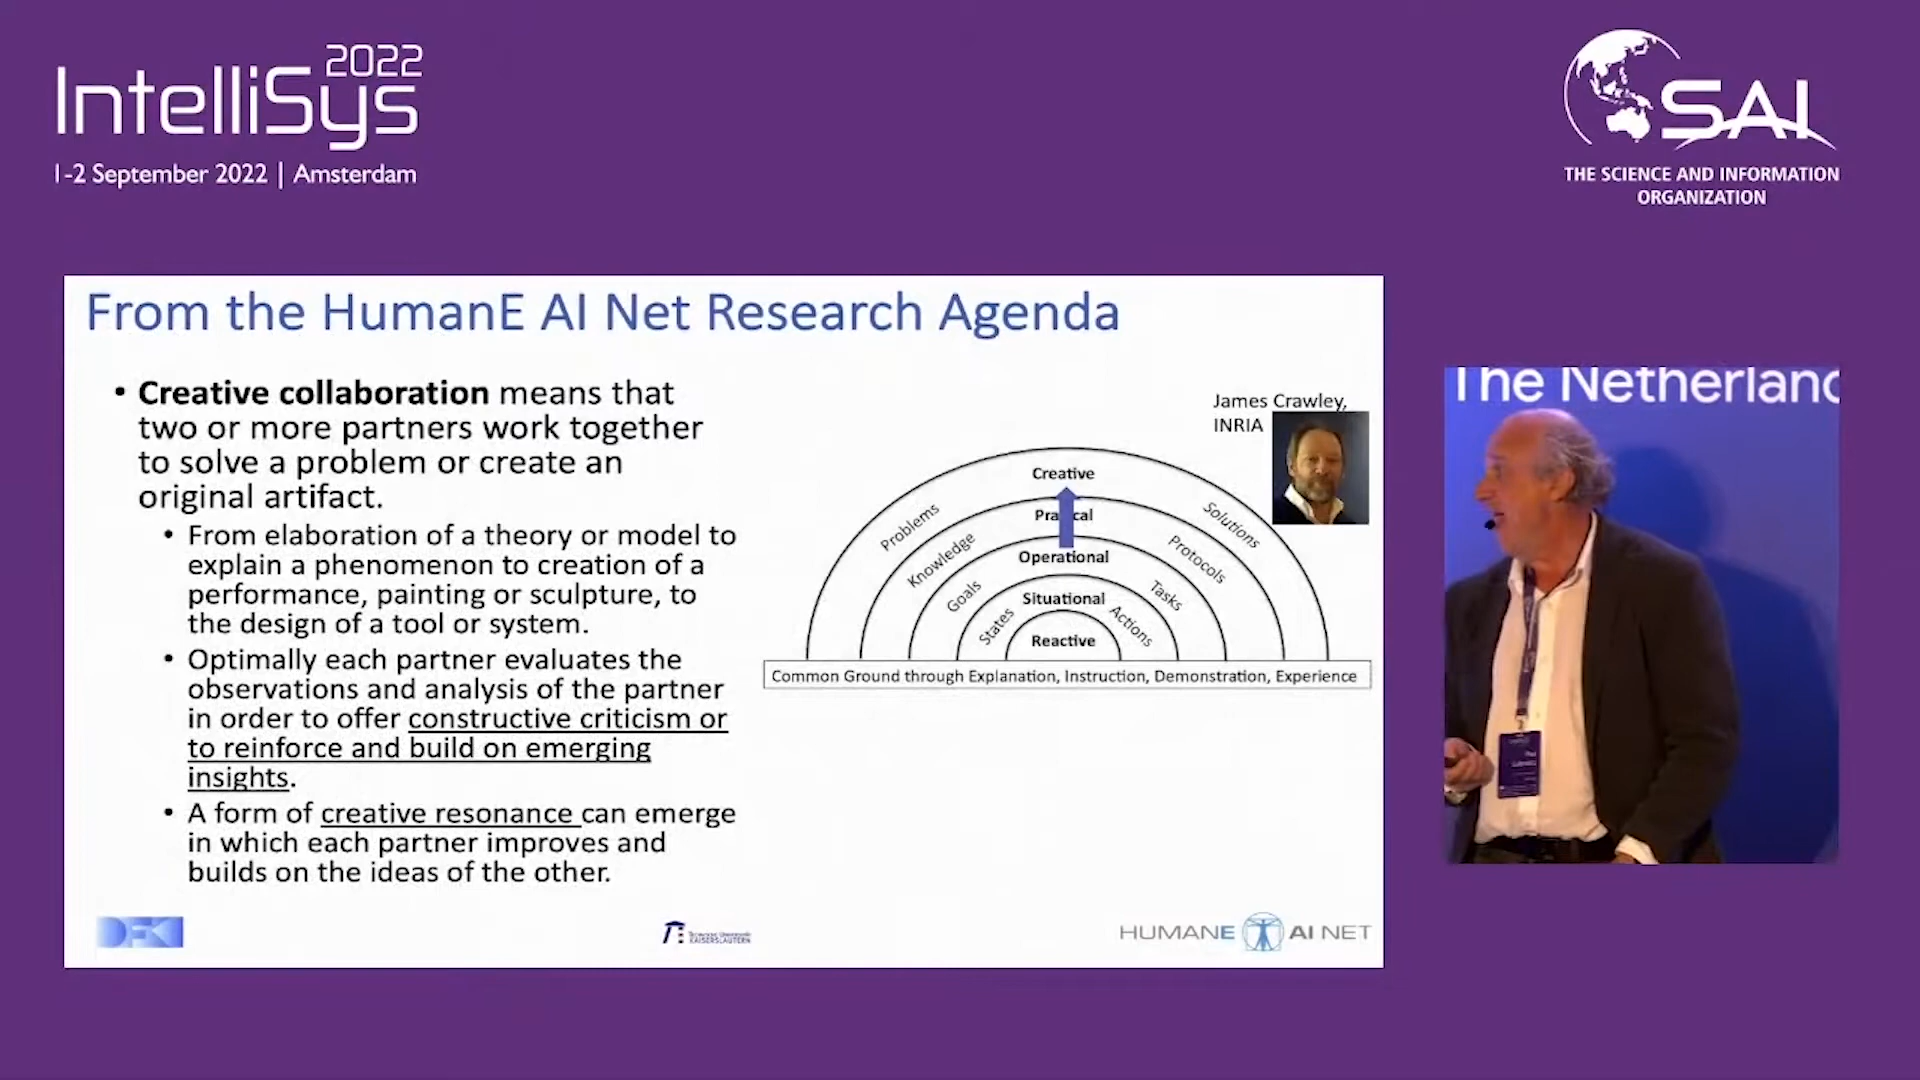 2022
IntelliSys
1-2 September 2022 | Amsterdam
SAI
THE SCIENCE AND INFORMATION
ORGANIZATION
From the HumanE AI Net Research Agenda
• Creative collaboration means that
two or more partners work together
to solve a problem or create an
original artifact.
• From elaboration of a theory or model to
explain a phenomenon to creation of a
performance, painting or sculpture, to
the design of a tool or system.
• Optimally each partner evaluates the
observations and analysis of the partner
in order to offer constructive criticism or
to reinforce and build on emerging
insights.
• A form of creative resonance can emerge
in which each partner improves and
builds on the ideas of the other.
James Crawley,
INRIA
Creative
Problems
Solutions
Knowledge
Protocols
Operational
Goals
Tasks
Situational
States
Actions
Reactive
Common Ground through Explanation, Instruction, Demonstration, Experience
The Netherland
KAISERSLAUTERN
HUMANE AI NET